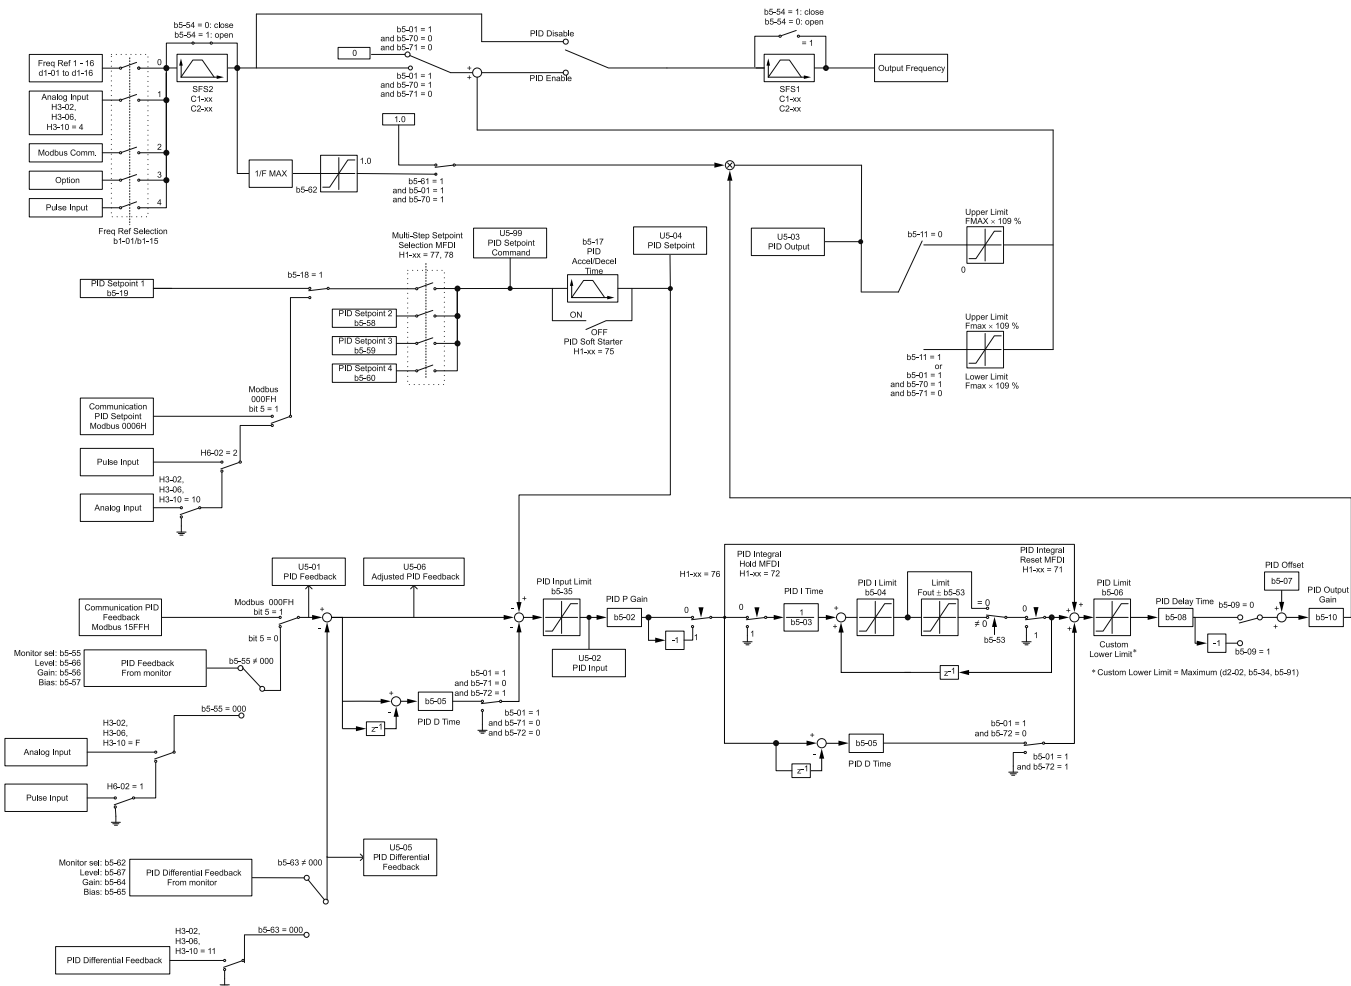 b5-54 = 0: close
b5-54 = 1: open
b5-54 = 1: close
b5-54 = 0: open
= 1
Freq Ref 1 - 16
d1-01 to d1-16
0
SFS2
C1-xx
C2-xx
Analog Input
H3-02,
H3-06,
H3-10 = 4
1
Modbus Comm.
2
Option
3
Pulse Input
4
Freq Ref Selection
b1-01/b1-15
b5-01 = 1
and b5-70 = 0
and b5-71 = 0
0
b5-01 = 1
and b5-70 = 1
and b5-71 = 0
+
+
PID Disable
PID Enable
SFS1
C1-xx
C2-xx
Output Frequency
1.0
1/F MAX
1.0
b5-62
b5-61 = 1
and b5-01 = 1
and b5-70 = 1
U5-03
PID Output
b5-11 = 0
Upper Limit
FMAX × 109 %
0
Upper Limit
Fmax × 109 %
Lower Limit
Fmax × 109 %
b5-11 = 1
or
b5-01 = 1
and b5-70 = 1
and b5-71 = 0
PID Setpoint 1
b5-19
b5-18 = 1
Multi-Step Setpoint
Selection MFDI
H1-xx = 77, 78
PID Setpoint 2
b5-58
PID Setpoint 3
b5-59
PID Setpoint 4
b5-60
U5-99
PID Setpoint
Command
b5-17
PID
Accel/Decel
Time
U5-04
PID Setpoint
ON
OFF
PID Soft Starter
H1-xx = 75
Modbus
000FH
bit 5 = 1
Communication
PID Setpoint
Modbus 0006H
Pulse Input
H6-02 = 2
H3-02,
H3-06,
H3-10 = 10
Analog Input
U5-01
PID Feedback
U5-06
Adjusted PID Feedback
Communication PID
Feedback
Modbus 15FFH
Modbus 000FH
bit 5 = 1
bit 5 = 0
+
-
Monitor sel: b5-55
Level: b5-66
Gain: b5-56
Bias: b5-57
PID Feedback
From monitor
b5-55 ≠ 000
b5-55 = 000
H3-02,
H3-06,
H3-10 = F
Analog Input
Pulse Input
H6-02 = 1
z-1
+
-
b5-05
PID D Time
b5-01 = 1
and b5-71 = 0
and b5-72 = 1
b5-01 = 1
and b5-71 = 0
and b5-72 = 0
+
-
-
PID Input Limit
b5-35
U5-02
PID Input
PID P Gain
b5-02
-1
H1-xx = 76
0
1
PID Integral
Hold MFDI
H1-xx = 72
0
1
PID I Time
1
b5-03
+
+
PID I Limit
b5-04
Limit
Fout ± b5-53
= 0
≠ 0
b5-53
z-1
PID Integral
Reset MFDI
H1-xx = 71
0
1
+
+
+
z-1
+
-
b5-05
PID D Time
b5-01 = 1
and b5-72 = 0
b5-01 = 1
and b5-72 = 1
PID Limit
b5-06
Custom
Lower Limit*
PID Delay Time
b5-08
-1
b5-09 = 0
b5-09 = 1
PID Offset
b5-07
+
+
PID Output
Gain
b5-10
* Custom Lower Limit = Maximum (d2-02, b5-34, b5-91)
U5-05
PID Differential
Feedback
Monitor sel: b5-62
Level: b5-67
Gain: b5-64
Bias: b5-65
PID Differential Feedback
From monitor
b5-63 ≠ 000
b5-63 = 000
H3-02,
H3-06,
H3-10 = 11
PID Differential Feedback